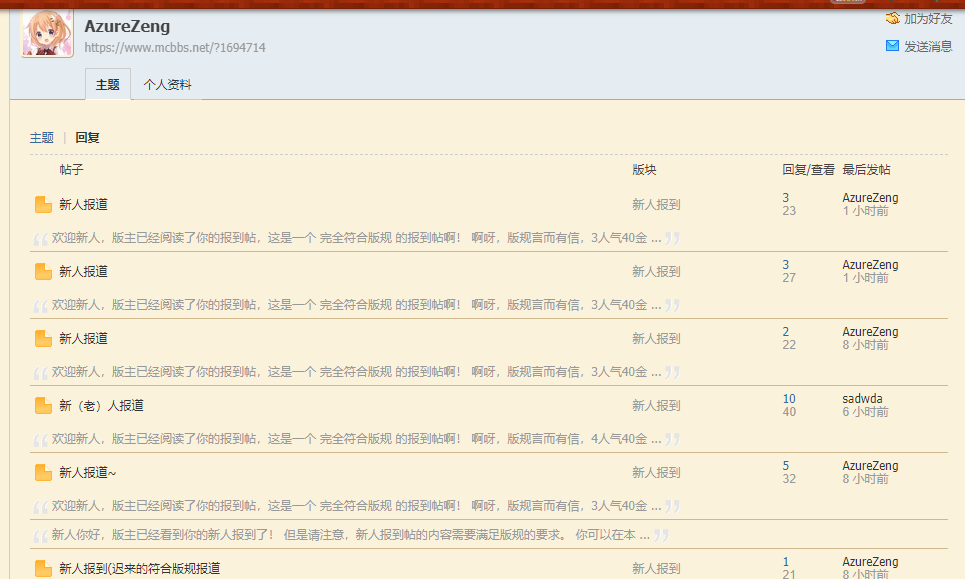 AzureZeng
https://www.mcbbs.net/?1694714
加为好友
发送消息
主题 个人资料
主题 | 回复
帖子 版块 回复/查看 最后发帖
新人报道 新人报到 3 AzureZeng
23 1 小时前
欢迎新人，版主已经阅读了你的报到帖，这是一个 完全符合版规 的报到帖啊！ 啊呀，版规言而有信，3人气40金 ...
新人报道 新人报到 3 AzureZeng
27 1 小时前
欢迎新人，版主已经阅读了你的报到帖，这是一个 完全符合版规 的报到帖啊！ 啊呀，版规言而有信，3人气40金 ...
新人报道 新人报到 2 AzureZeng
22 8 小时前
欢迎新人，版主已经阅读了你的报到帖，这是一个 完全符合版规 的报到帖啊！ 啊呀，版规言而有信，3人气40金 ...
新（老）人报道 新人报到 10 sadwda
40 6 小时前
欢迎新人，版主已经阅读了你的报到帖，这是一个 完全符合版规 的报到帖啊！ 啊呀，版规言而有信，4人气40金 ...
新人报道~ 新人报到 5 AzureZeng
32 8 小时前
欢迎新人，版主已经阅读了你的报到帖，这是一个 完全符合版规 的报到帖啊！ 啊呀，版规言而有信，3人气40金 ...
新人你好，版主已经看到你的新人报到了！ 但是请注意，新人报到帖的内容需要满足版规的要求。 你可以在本 ...
新人报到(迟来的符合版规报道 新人报到 1 AzureZeng
21 8 小时前